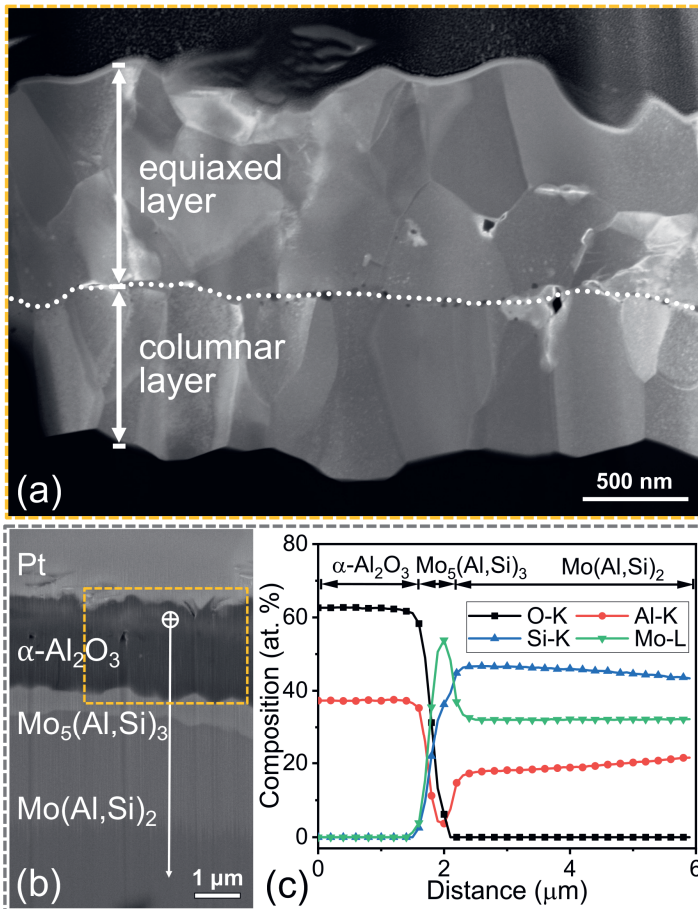 equiaxed
layer
columnar
layer
(a)
500 nm
Pt
α-Al₂O₃
Mo₅(Al,Si)₃
Mo(Al,Si)₂
(b)
1 µm
α-Al₂O₃ Mo₅(Al,Si)₃ Mo(Al,Si)₂
O-K Al-K
Si-K Mo-L
80
60
40
20
0
Composition (at. %)
0 2 4 6
Distance (µm)
(c)